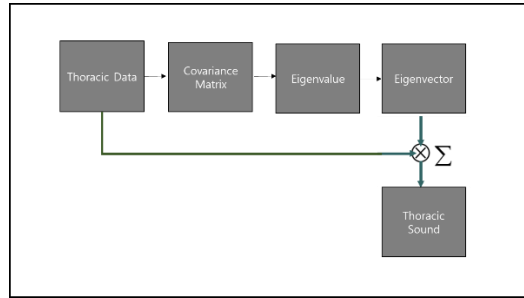 Thoracic Data
Covariance
Matrix
Eigenvalue
Eigenvector
Σ
Thoracic
Sound